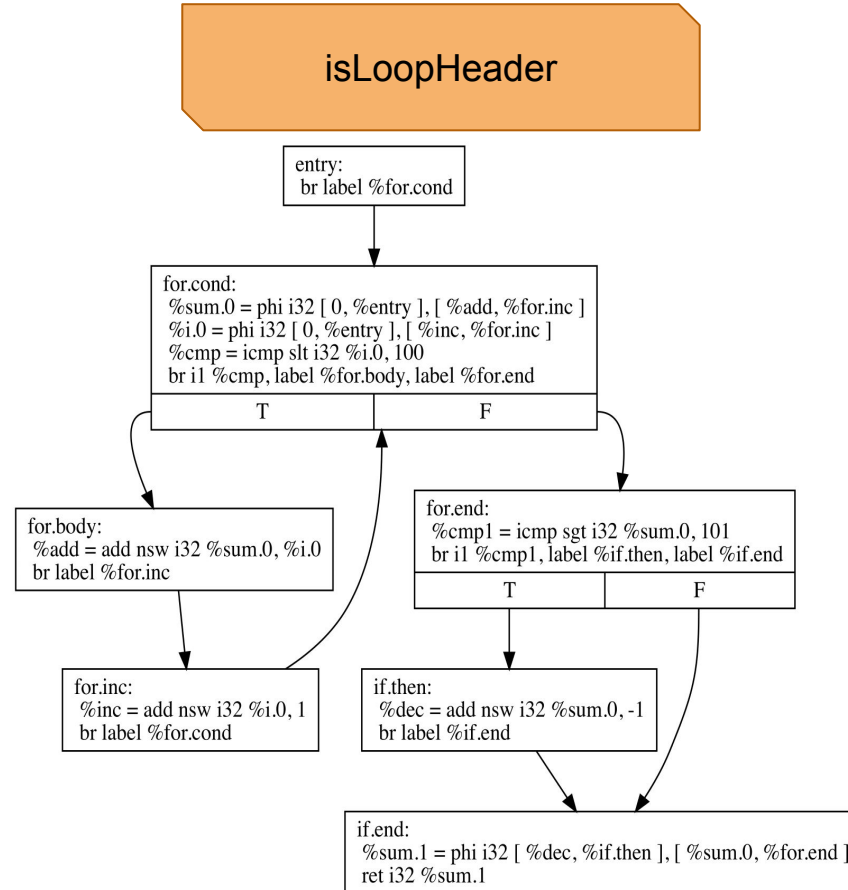 isLoopHeader
entry:
br label %for.cond
for.cond:
%sum.0 = phi i32 [ 0, %entry ], [ %add, %for.inc ]
%i.0 = phi i32 [ 0, %entry ], [ %inc, %for.inc ]
%cmp = icmp slt i32 %i.0, 100
br i1 %cmp, label %for.body, label %for.end
T F
for.body:
%add = add nsw i32 %sum.0, %i.0
br label %for.inc
for.end:
%cmp1 = icmp sgt i32 %sum.0, 101
br i1 %cmp1, label %if.then, label %if.end
T F
for.inc:
%inc = add nsw i32 %i.0, 1
br label %for.cond
if.then:
%dec = add nsw i32 %sum.0, -1
br label %if.end
if.end:
%sum.1 = phi i32 [ %dec, %if.then ], [ %sum.0, %for.end ]
ret i32 %sum.1